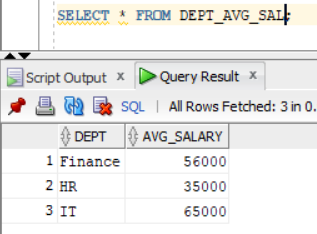 SELECT * FROM DEPT_AVG_SAL;
Script Output x Query Result x
SQL | All Rows Fetched: 3 in 0.
DEPT AVG_SALARY
1 Finance 56000
2 HR 35000
3 IT 65000